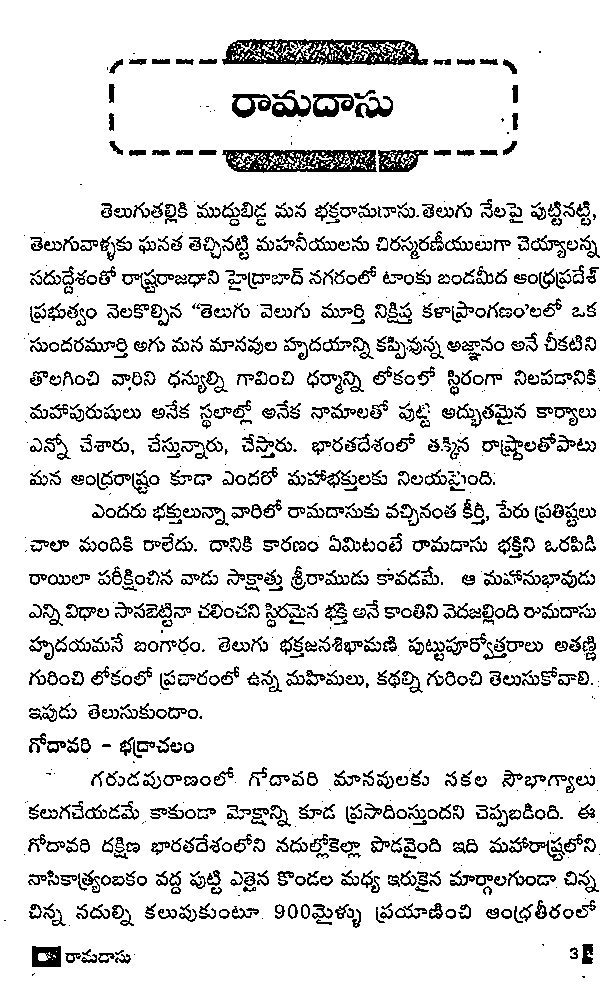 రామదాసు
తెలుగుతల్లికి ముద్దుబిడ్డ మన భక్తరామదాసు. తెలుగు నేలపై పుట్టినట్టి,
తెలుగువాళ్ళకు ఘనత తెచ్చినట్టి మహనీయులను చిరస్మరణీయులుగా చెయ్యాలన్న
సదుద్దేశంతో రాష్ట్రరాజధాని హైద్రాబాద్ నగరంలో టాంకు బండమీద ఆంధ్రప్రదేశ్
ప్రభుత్వం నెలకొల్పిన “తెలుగు వెలుగు మూర్తి నిక్షిప్త కళాప్రాంగణం'లలో ఒక
సుందరమూర్తి అగు మన మానవుల హృదయాన్ని కప్పివున్న అజ్ఞానం అనే చీకటిని
తొలగించి వారిని ధన్యుల్ని గావించి ధర్మాన్ని లోకంలో స్థిరంగా నిలపడానికి
మహాపురుషులు అనేక స్థలాల్లో అనేక నామాలతో పుట్టి అద్భుతమైన కార్యాలు
ఎన్నో చేశారు, చేస్తున్నారు, చేస్తారు. భారతదేశంలో తక్కిన రాష్ట్రాలతోపాటు
మన ఆంధ్రరాష్ట్రం కూడా ఎందరో మహాభక్తులకు నిలయమైంది.
ఎందరు భక్తులున్నా వారిలో రామదాసుకు వచ్చినంత కీర్తీ, పేరు ప్రతిష్టలు
చాలా మందికి రాలేదు. దానికి కారణం ఏమిటంటే రామదాసు భక్తిని ఒరపిడి
రాయిలా పరీక్షించిన వాడు సాక్షాత్తు శ్రీరాముడు కావడమే. ఆ మహానుభావుడు
ఎన్ని విధాల సానబెట్టినా చలించని స్థిరమైన భక్తి అనే కాంతిని వెదజల్లింది రామదాసు
హృదయమనే బంగారం. తెలుగు భక్తజనశిఖామణి పుట్టుపూర్వోత్తరాలు అతణ్ణి
గురించి లోకంలో ప్రచారంలో ఉన్న మహిమలు, కథల్ని గురించి తెలుసుకోవాలి.
ఇపుడు తెలుసుకుందాం.
గోదావరి - భద్రాచలం
గరుడపురాణంలో గోదావరి మానవులకు సకల సౌభాగ్యాలు
కలుగచేయడమే కాకుండా మోక్షాన్ని కూడ ప్రసాదిస్తుందని చెప్పబడింది. ఈ
గోదావరి దక్షిణ భారతదేశంలోని నదుల్లోకెల్లా పొడవైంది ఇది మహారాష్ట్రలోని
నాసికాత్ర్యంబకం వద్ద పుట్టి ఎత్తైన కొండల మధ్య ఇరుకైన మార్గాలగుండా చిన్న
చిన్న నదుల్ని కలుపుకుంటూ 900మైళ్ళు ప్రయాణించి ఆంధ్రతీరంలో
రామదాసు 3